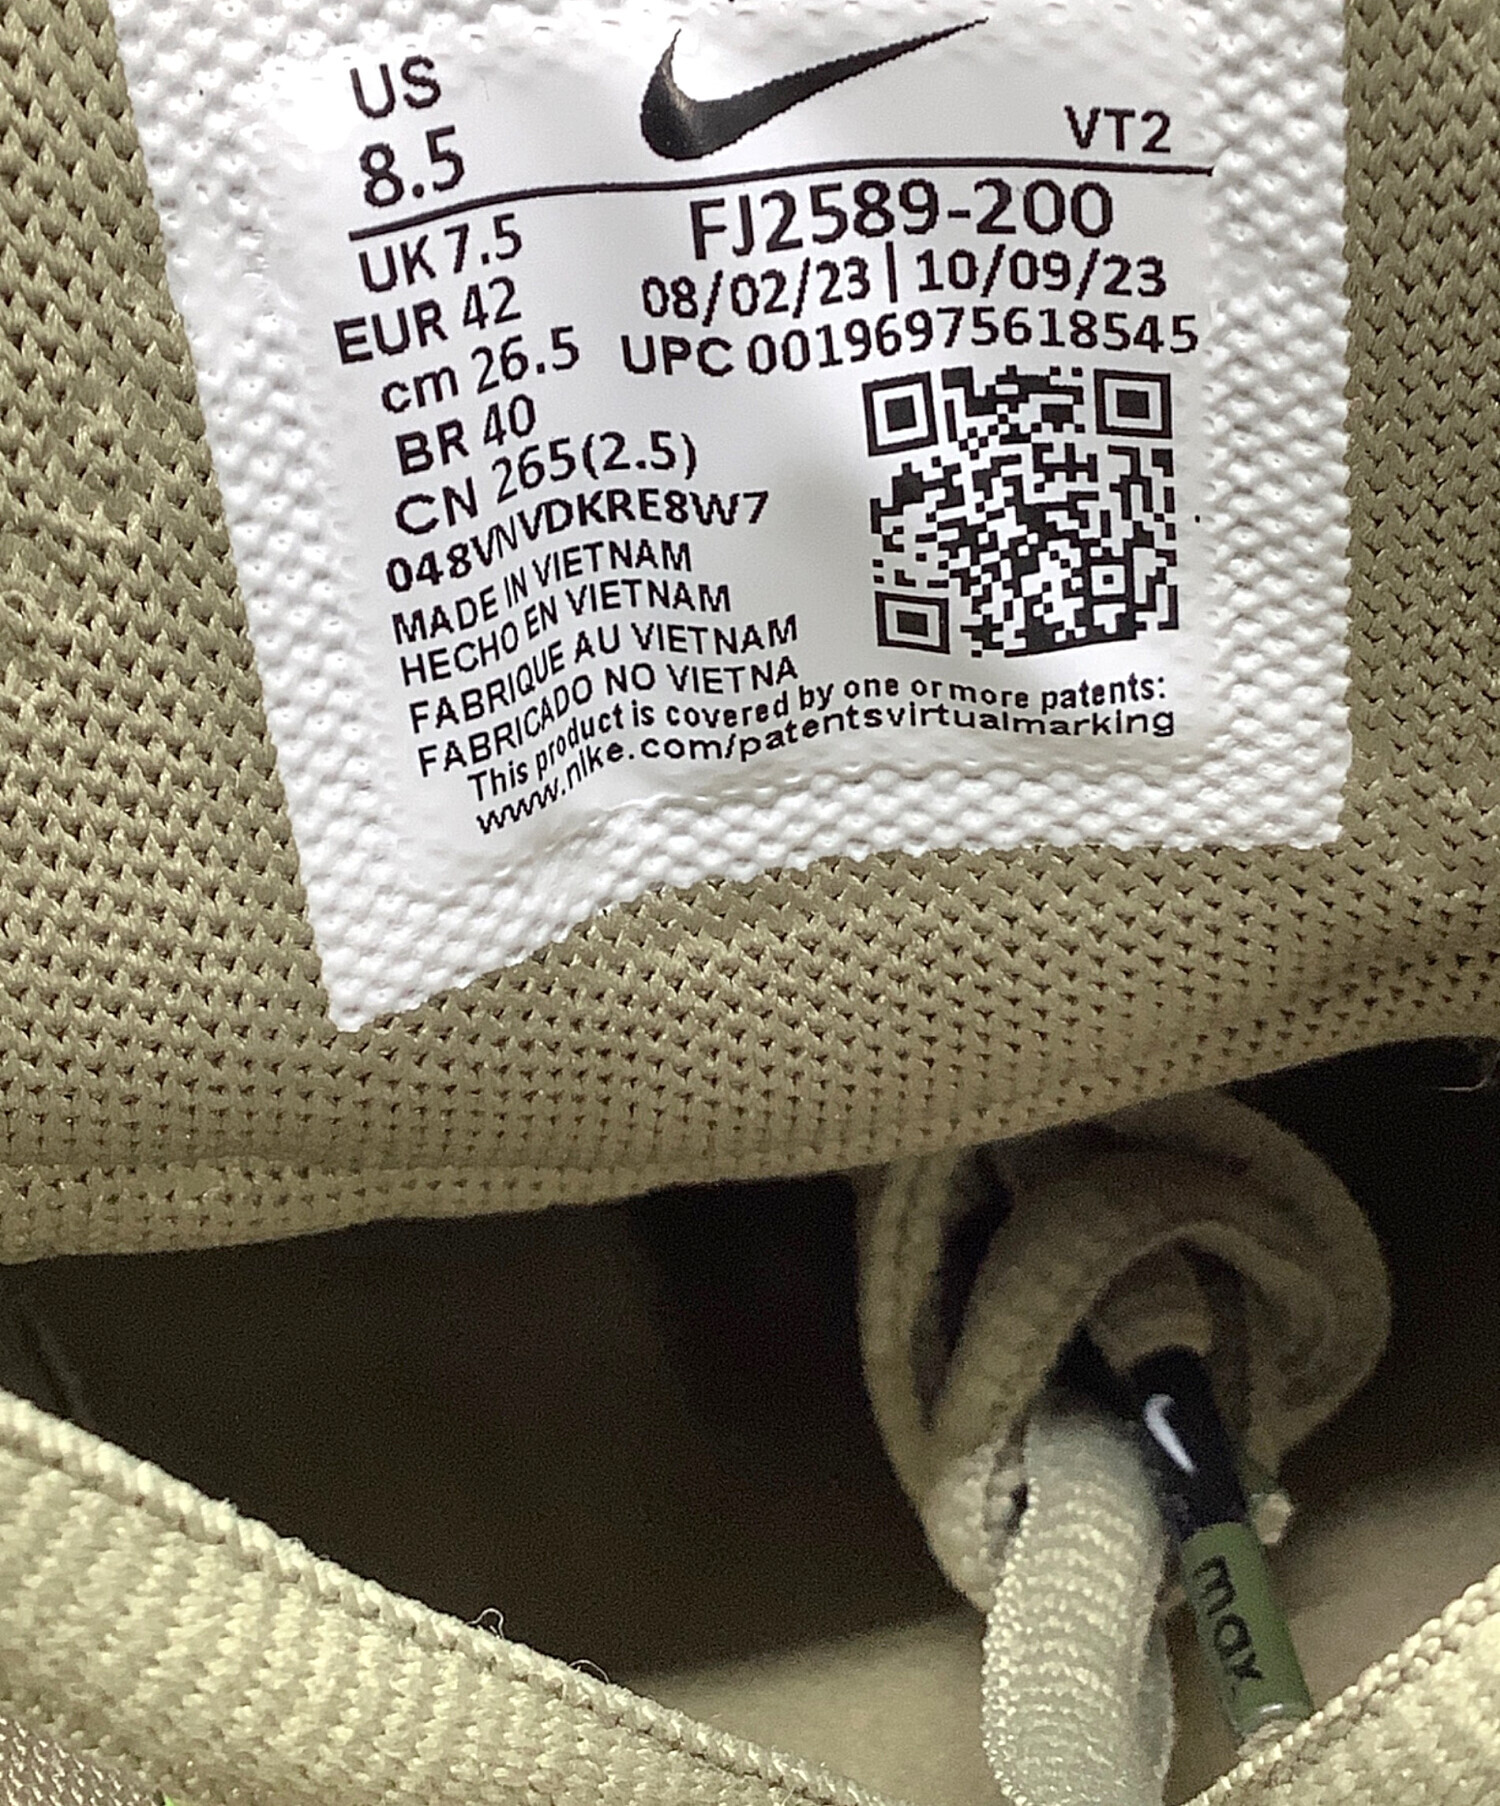 US
8.5
VT2
UK 7.5
EUR 42
cm 26.5
BR 40
CN 265(2.5)
FJ2589-200
08/02/23 | 10/09/23
UPC 00196975618545
048VNVDKRE8W7
MADE IN VIETNAM
HECHO EN VIETNAM
FABRIQUE AU VIETNAM
FABRICADO NO VIETNA
This product is covered by one or more patents:
www.nike.com/patentsvirtualmarking
max